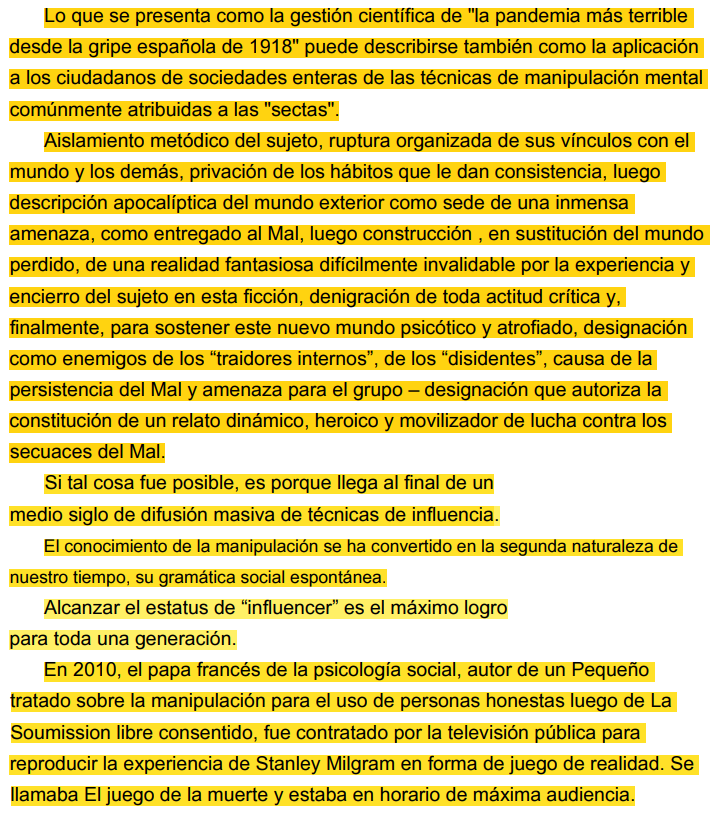 Lo que se presenta como la gestión científica de "la pandemia más terrible
desde la gripe española de 1918" puede describirse también como la aplicación
a los ciudadanos de sociedades enteras de las técnicas de manipulación mental
comúnmente atribuidas a las "sectas".
Aislamiento metódico del sujeto, ruptura organizada de sus vínculos con el
mundo y los demás, privación de los hábitos que le dan consistencia, luego
descripción apocalíptica del mundo exterior como sede de una inmensa
amenaza, como entregado al Mal, luego construcción , en sustitución del mundo
perdido, de una realidad fantasiosa difícilmente invalidable por la experiencia y
encierro del sujeto en esta ficción, denigración de toda actitud crítica y,
finalmente, para sostener este nuevo mundo psicótico y atrofiado, designación
como enemigos de los “traidores internos”, de los “disidentes”, causa de la
persistencia del Mal y amenaza para el grupo – designación que autoriza la
constitución de un relato dinámico, heroico y movilizador de lucha contra los
secuaces del Mal.
Si tal cosa fue posible, es porque llega al final de un
medio siglo de difusión masiva de técnicas de influencia.
El conocimiento de la manipulación se ha convertido en la segunda naturaleza de
nuestro tiempo, su gramática social espontánea.
Alcanzar el estatus de “influencer” es el máximo logro
para toda una generación.
En 2010, el papa francés de la psicología social, autor de un Pequeño
tratado sobre la manipulación para el uso de personas honestas luego de La
Soumission libre consentido, fue contratado por la televisión pública para
reproducir la experiencia de Stanley Milgram en forma de juego de realidad. Se
llamaba El juego de la muerte y estaba en horario de máxima audiencia.